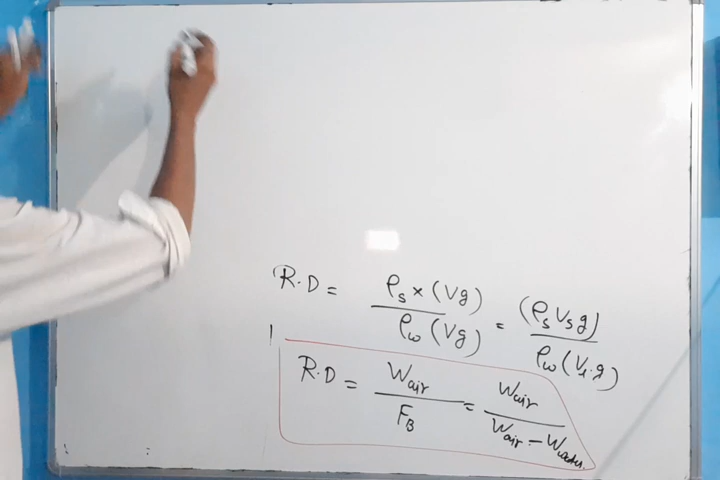 R.D = ρs × (Vg) / ρw (Vg) = (ρs Vs g) / ρw (V₁.g)
R.D = Wair / FB = Wair / Wair − Wwater